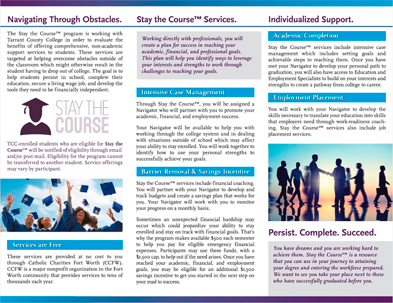 Navigating Through Obstacles.
The Stay the Course™ program is working with
Tarrant County College in order to evaluate the
benefits of offering comprehensive, non-academic
support services to students. These services are
targeted at helping overcome obstacles outside of
the classroom which might otherwise result in the
student having to drop out of college. The goal is to
help students persist in school, complete their
education, secure a living wage job, and develop the
tools they need to be financially independent.
STAY THE
COURSE
TCC-enrolled students who are eligible for Stay the
Course™ will be notified of eligibility through email
and/or post mail. Eligibility for the program cannot
be transferred to another student. Service offerings
may vary by participant.
Services are Free
These services are provided at no cost to you
through Catholic Charities Fort Worth (CCFW).
CCFW is a major nonprofit organization in the Fort
Worth community that provides services to tens of
thousands each year.
Stay the Course™ Services.
Working directly with professionals, you will
create a plan for success in reaching your
academic, financial, and professional goals.
This plan will help you identify ways to leverage
your interests and strengths to work through
challenges to reaching your goals.
Intensive Case Management
Through Stay the Course™, you will be assigned a
Navigator who will partner with you to promote your
academic, financial, and employment success.
Your Navigator will be available to help you with
working through the college system and in dealing
with situations outside of school which may affect
your ability to stay enrolled. You will work together to
identify how to use your personal strengths to
successfully achieve your goals.
Barrier Removal & Savings Incentive
Stay the Course™ services include financial coaching.
You will partner with your Navigator to develop and
track budgets and create a savings plan that works for
you. Your Navigator will work with you to monitor
your progress on a monthly basis.
Sometimes an unexpected financial hardship may
occur which could jeopardize your ability to stay
enrolled and stay on track with financial goals. That's
why the program makes available $500 each semester
to help you pay for eligible emergency financial
expenses. Participants may use these funds, with a
$1,500 cap, to help out if the need arises. Once you have
reached your academic, financial, and employment
goals, you may be eligible for an additional $1,500
savings incentive to get you started in the next step on
your road to success.
Individualized Support.
Academic Completion
Stay the Course™ services include intensive case
management which includes setting goals and
achievable steps to reaching them. Once you have
met your Navigator to develop your personal path to
graduation, you will also have access to Education and
Employment Specialists to build on your interests and
strengths to create a pathway from college to career.
Employment Placement
You will work with your Navigator to develop the
skills necessary to translate your education into skills
that employers need through work-readiness coach-
ing. Stay the Course™ services also include job
placement services.
Persist. Complete. Succeed.
You have dreams and you are working hard to
achieve them. Stay the Course™ is a resource
that you can use in your journey to attaining
your degree and entering the workforce prepared.
We want to see you take your place next to those
who have successfully graduated before you.